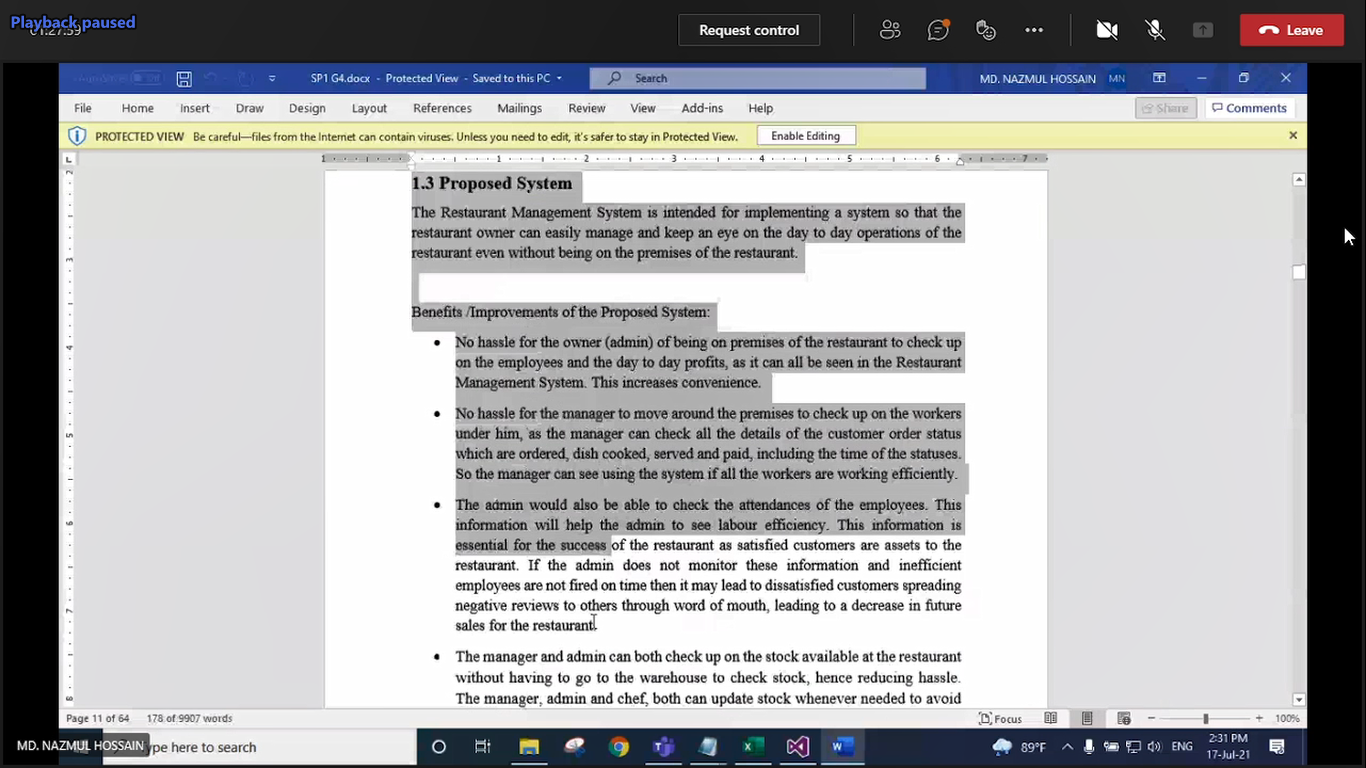 Playback paused
Request control
Leave
SP1 G4.docx - Protected View - Saved to this PC
Search
MD. NAZMUL HOSSAIN
MN
File Home Insert Draw Design Layout References Mailings Review View Add-ins Help
Share
Comments
PROTECTED VIEW Be careful—files from the Internet can contain viruses. Unless you need to edit, it's safer to stay in Protected View.
Enable Editing
1 1 2 3 4 5 6 7
1.3 Proposed System
The Restaurant Management System is intended for implementing a system so that the
restaurant owner can easily manage and keep an eye on the day to day operations of the
restaurant even without being on the premises of the restaurant.
Benefits /Improvements of the Proposed System:
• No hassle for the owner (admin) of being on premises of the restaurant to check up
on the employees and the day to day profits, as it can all be seen in the Restaurant
Management System. This increases convenience.
• No hassle for the manager to move around the premises to check up on the workers
under him, as the manager can check all the details of the customer order status
which are ordered, dish cooked, served and paid, including the time of the statuses.
So the manager can see using the system if all the workers are working efficiently.
• The admin would also be able to check the attendances of the employees. This
information will help the admin to see labour efficiency. This information is
essential for the success of the restaurant as satisfied customers are assets to the
restaurant. If the admin does not monitor these information and inefficient
employees are not fired on time then it may lead to dissatisfied customers spreading
negative reviews to others through word of mouth, leading to a decrease in future
sales for the restaurant.
• The manager and admin can both check up on the stock available at the restaurant
without having to go to the warehouse to check stock, hence reducing hassle.
The manager, admin and chef, both can update stock whenever needed to avoid
Page 11 of 64 178 of 9907 words
Focus
100%
MD. NAZMUL HOSSAIN
ype here to search
89°F
ENG
2:31 PM
17-Jul-21